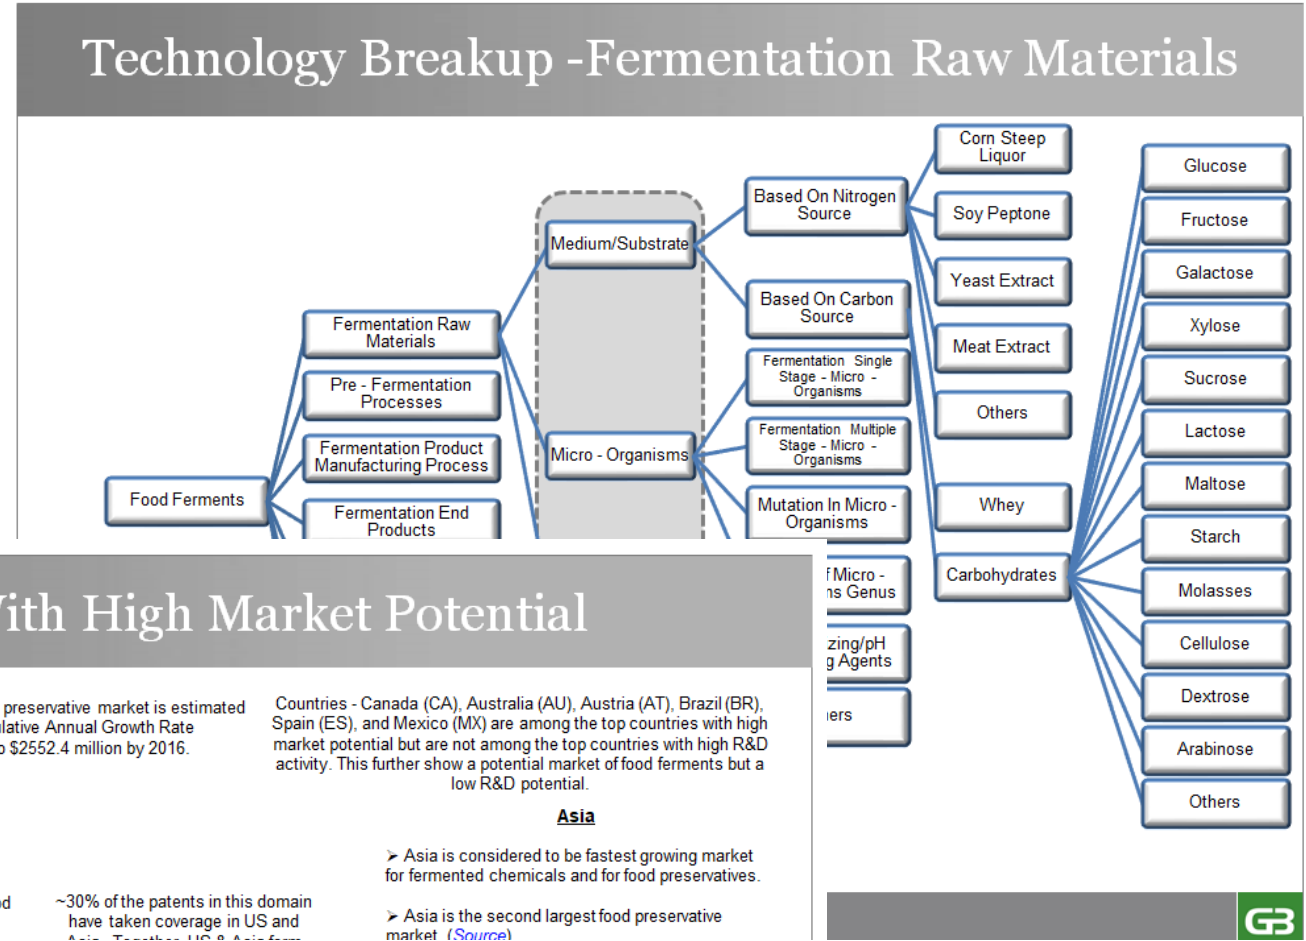 Technology Breakup -Fermentation Raw Materials
Food Ferments
Fermentation Raw
Materials
Pre - Fermentation
Processes
Fermentation Product
Manufacturing Process
Fermentation End
Products
Medium/Substrate
Micro - Organisms
Based On Nitrogen
Source
Based On Carbon
Source
Fermentation Single
Stage - Micro -
Organisms
Fermentation Multiple
Stage - Micro -
Organisms
Mutation In Micro -
Organisms
Micro -
Genus
/pH
Agents
Corn Steep
Liquor
Soy Peptone
Yeast Extract
Meat Extract
Others
Whey
Carbohydrates
Glucose
Fructose
Galactose
Xylose
Sucrose
Lactose
Maltose
Starch
Molasses
Cellulose
Dextrose
Arabinose
Others
High Market Potential
preservative market is estimated
Annual Growth Rate
$2552.4 million by 2016.
Countries - Canada (CA), Australia (AU), Austria (AT), Brazil (BR),
Spain (ES), and Mexico (MX) are among the top countries with high
market potential but are not among the top countries with high R&D
activity. This further show a potential market of food ferments but a
low R&D potential.
Asia
➢ Asia is considered to be fastest growing market
for fermented chemicals and for food preservatives.
➢ Asia is the second largest food preservative
market. (Source)
~30% of the patents in this domain
have taken coverage in US and
GB